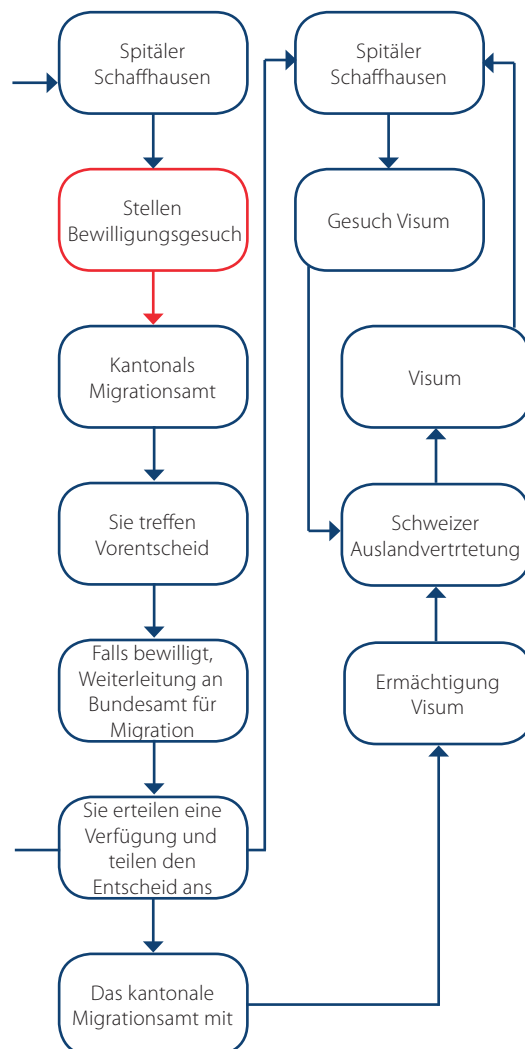 Spitäler
Schaffhausen
Stellen
Bewilligungsgesuch
Kantonals
Migrationsamt
Sie treffen
Vorentscheid
Falls bewilligt,
Weiterleitung an
Bundesamt für
Migration
Sie erteilen eine
Verfügung und
teilen den
Entscheid ans
Das kantonale
Migrationsamt mit
Spitäler
Schaffhausen
Gesuch Visum
Visum
Schweizer
Auslandvertrtetung
Ermächtigung
Visum